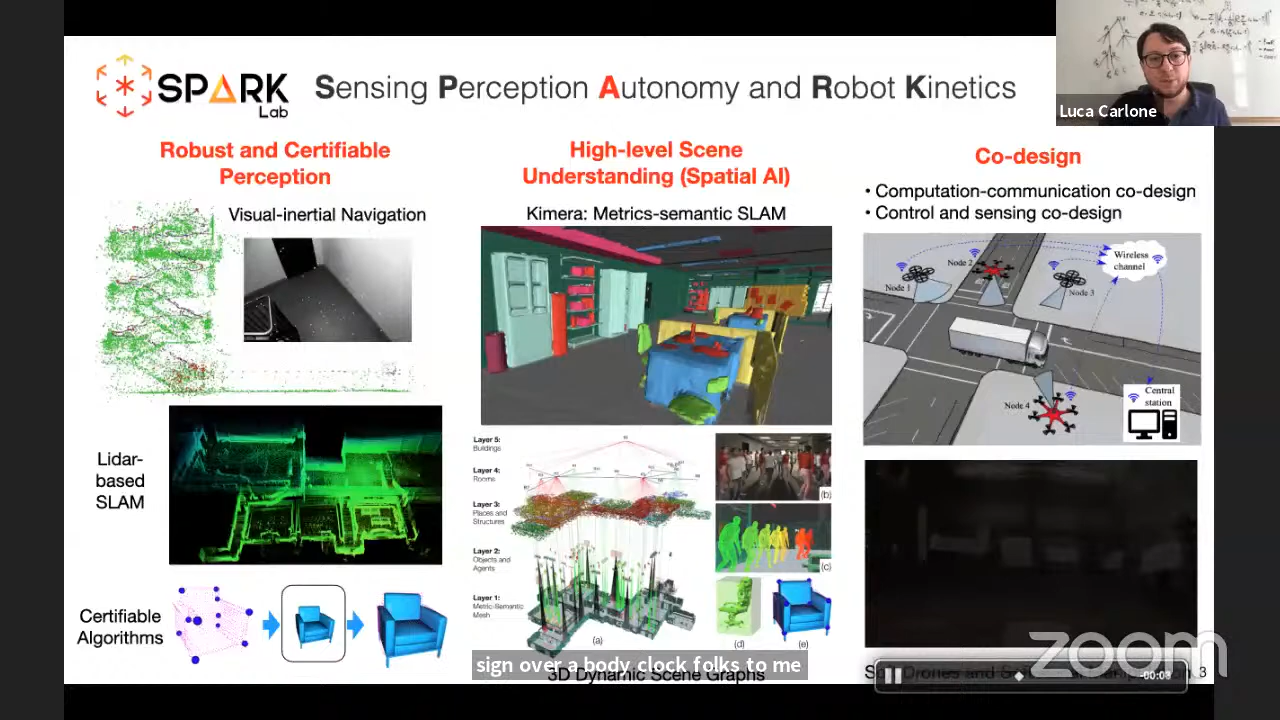 SPARK
Lab
Sensing Perception Autonomy and Robot Kinetics
Luca Carlone
Robust and Certifiable
Perception
Visual-inertial Navigation
Lidar-
based
SLAM
Certifiable
Algorithms
High-level Scene
Understanding (Spatial AI)
Kimera: Metrics-semantic SLAM
Layer 5:
Buildings
Layer 4:
Rooms
Layer 3:
Places and
Structures
Layer 2:
Objects and
Agents
Layer 1:
Metric-Semantic
Mesh
(a)
(b)
(c)
(d)
(e)
3D Dynamic Scene Graphs
sign over a body clock folks to me
Co-design
• Computation-communication co-design
• Control and sensing co-design
Node 1
Node 2
Node 3
Wireless
channel
Node 4
Central
station
zoom
-00:03
3